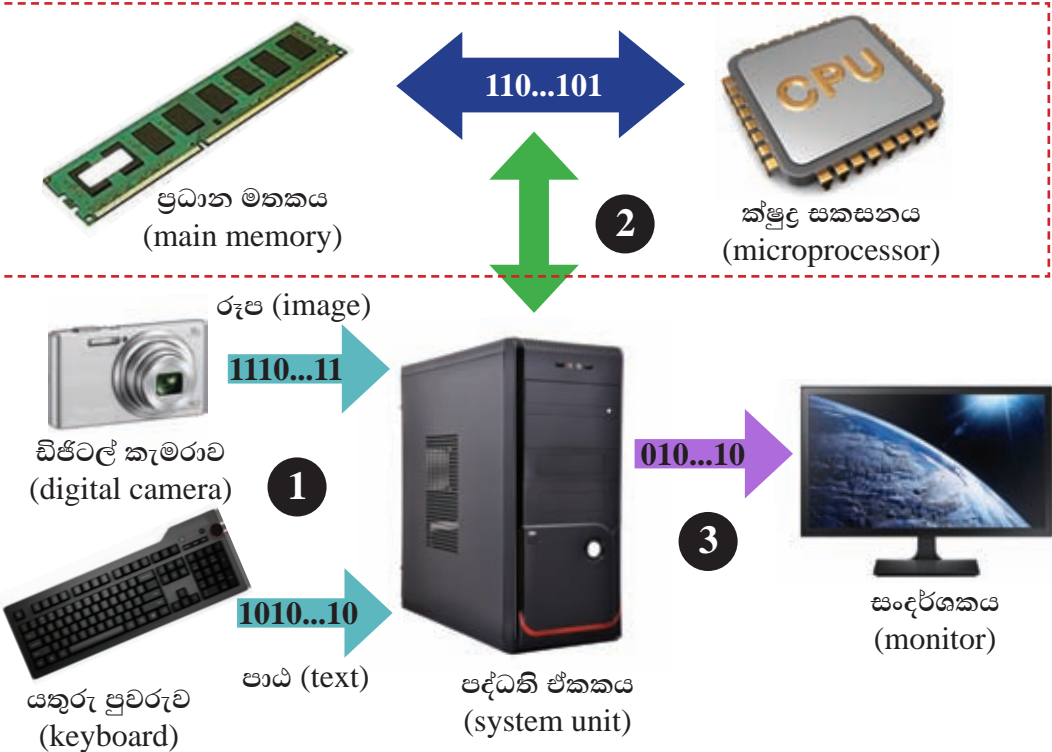 110...101
CPU
ප්‍රධාන මතකය
(main memory)
2
ක්ෂුද්‍ර සකසනය
(microprocessor)
රූප (image)
1110...11
ඩිජිටල් කැමරාව
(digital camera)
1
010...10
3
1010...10
පාඨ (text)
යතුරු පුවරුව
(keyboard)
පද්ධති ඒකකය
(system unit)
සංදර්ශකය
(monitor)